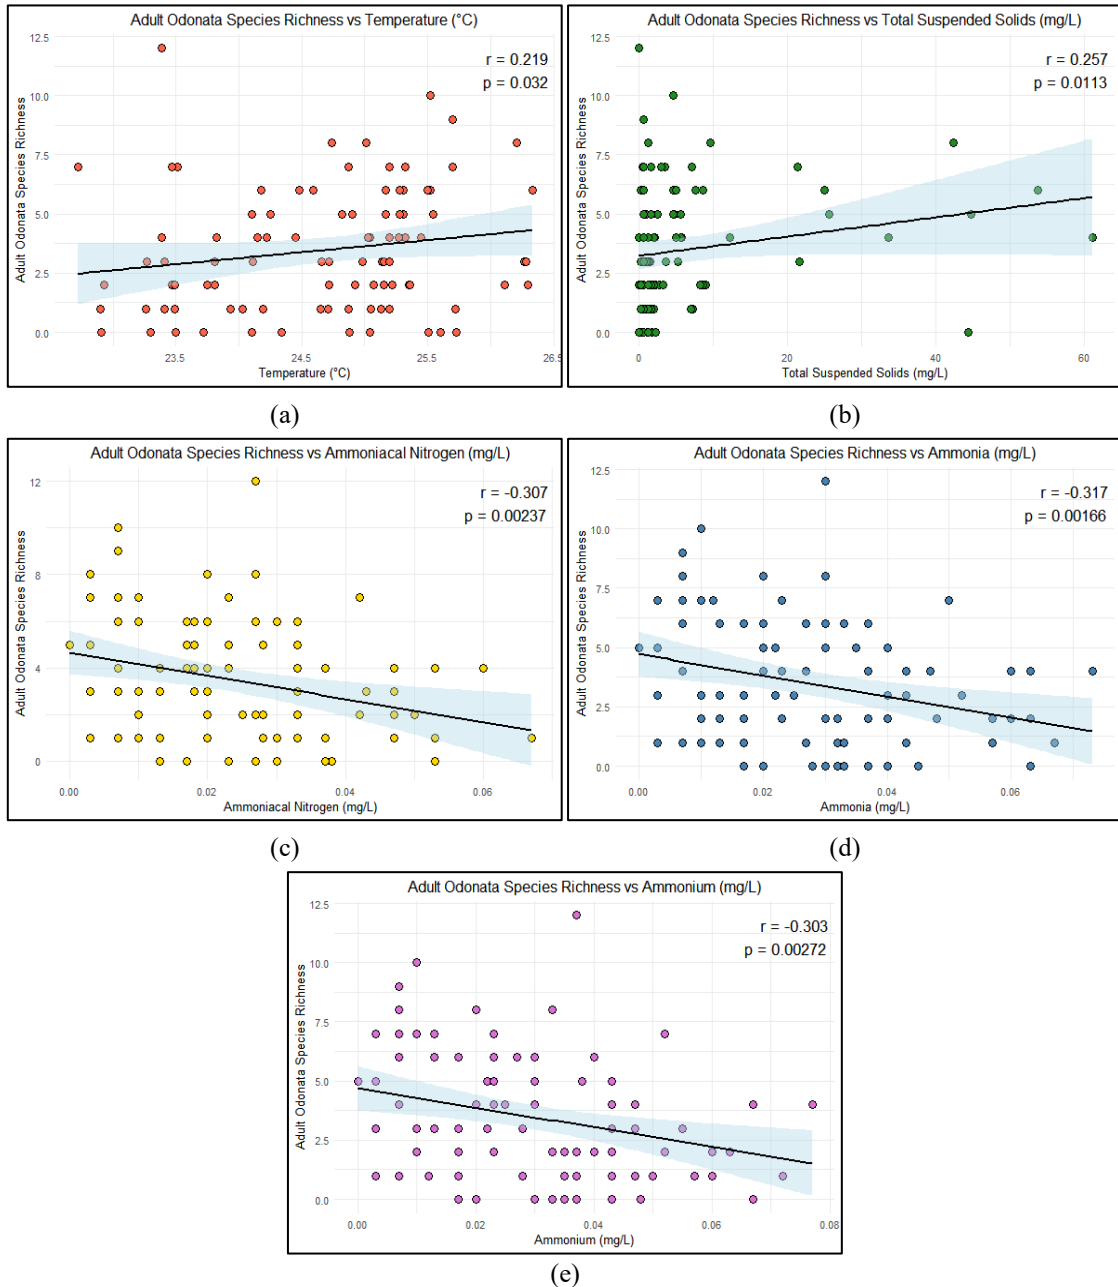 Adult Odonata Species Richness vs Temperature (°C)
r = 0.219
p = 0.032
Adult Odonata Species Richness
12.5
10.0
7.5
5.0
2.5
0.0
23.5 24.5 25.5 26.5
Temperature (°C)
(a)
Adult Odonata Species Richness vs Total Suspended Solids (mg/L)
r = 0.257
p = 0.0113
Adult Odonata Species Richness
12.5
10.0
7.5
5.0
2.5
0.0
0 20 40 60
Total Suspended Solids (mg/L)
(b)
Adult Odonata Species Richness vs Ammoniacal Nitrogen (mg/L)
r = -0.307
p = 0.00237
Adult Odonata Species Richness
12
8
4
0
0.00 0.02 0.04 0.06
Ammoniacal Nitrogen (mg/L)
(c)
Adult Odonata Species Richness vs Ammonia (mg/L)
r = -0.317
p = 0.00166
Adult Odonata Species Richness
12.5
10.0
7.5
5.0
2.5
0.0
0.00 0.02 0.04 0.06
Ammonia (mg/L)
(d)
Adult Odonata Species Richness vs Ammonium (mg/L)
r = -0.303
p = 0.00272
Adult Odonata Species Richness
12.5
10.0
7.5
5.0
2.5
0.0
0.00 0.02 0.04 0.06 0.08
Ammonium (mg/L)
(e)